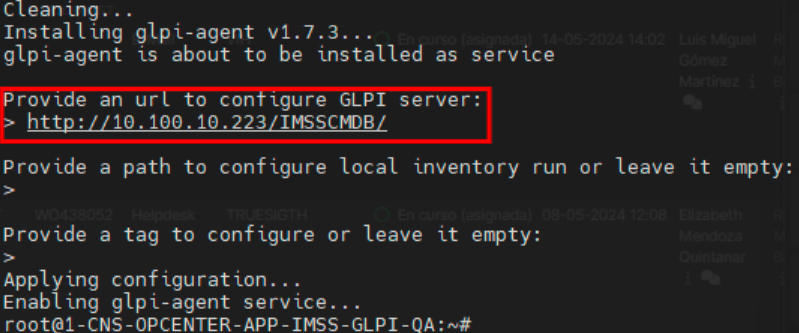 Cleaning...
Installing glpi-agent v1.7.3...
En curso (asignada) 14-05-2024 14:02 Luis Miguel
glpi-agent is about to be installed as service
Gómez
Martínez
Provide an url to configure GLPI server:
> http://10.100.10.223/IMSSCMDB/
Provide a path to configure local inventory run or leave it empty:
>
WO438052 Helpdesk TRUESIGTH En curso (asignada) 08-05-2024 12:08 Elizabeth
Provide a tag to configure or leave it empty:
Mendoza
>
Quintanar
Applying configuration...
Enabling glpi-agent service...
root@1-CNS-OPCENTER-APP-IMSS-GLPI-QA:~#